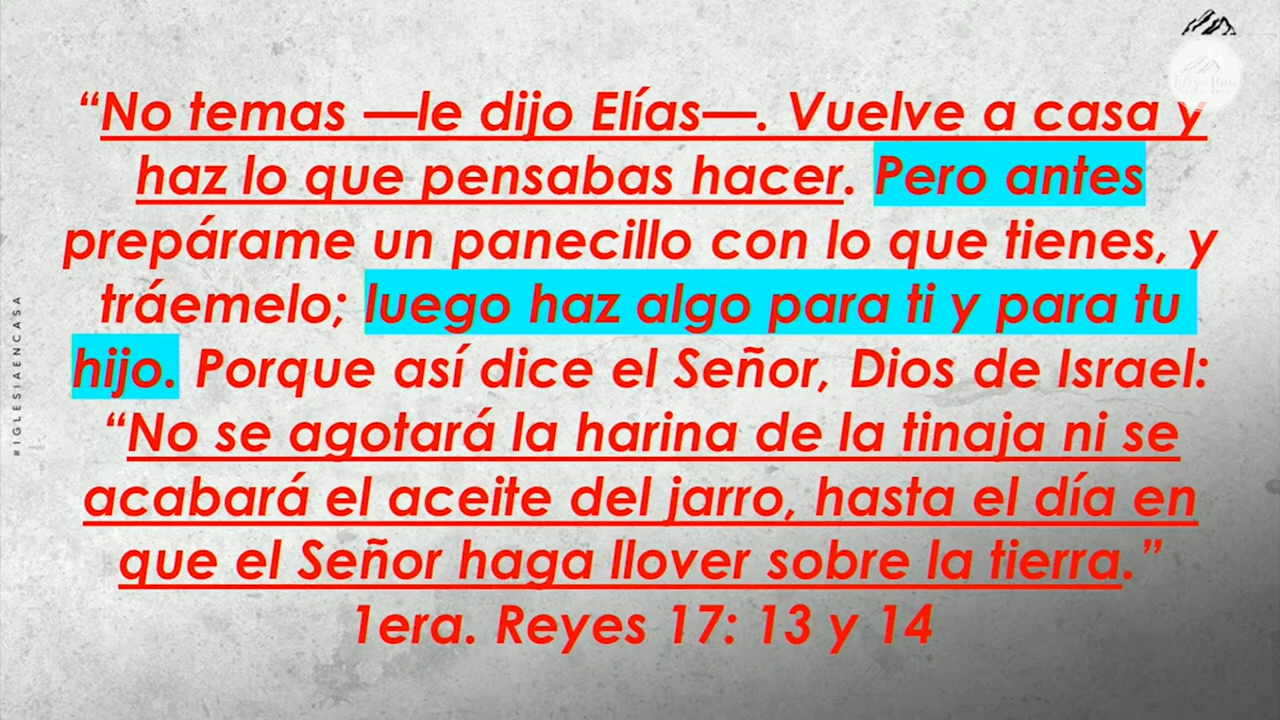 “No temas —le dijo Elías—. Vuelve a casa y
haz lo que pensabas hacer. Pero antes
prepárame un panecillo con lo que tienes, y
tráemelo; luego haz algo para ti y para tu
hijo. Porque así dice el Señor, Dios de Israel:
“No se agotará la harina de la tinaja ni se
acabará el aceite del jarro, hasta el día en
que el Señor haga llover sobre la tierra.”
1era. Reyes 17: 13 y 14
#IGLESIAENCASA